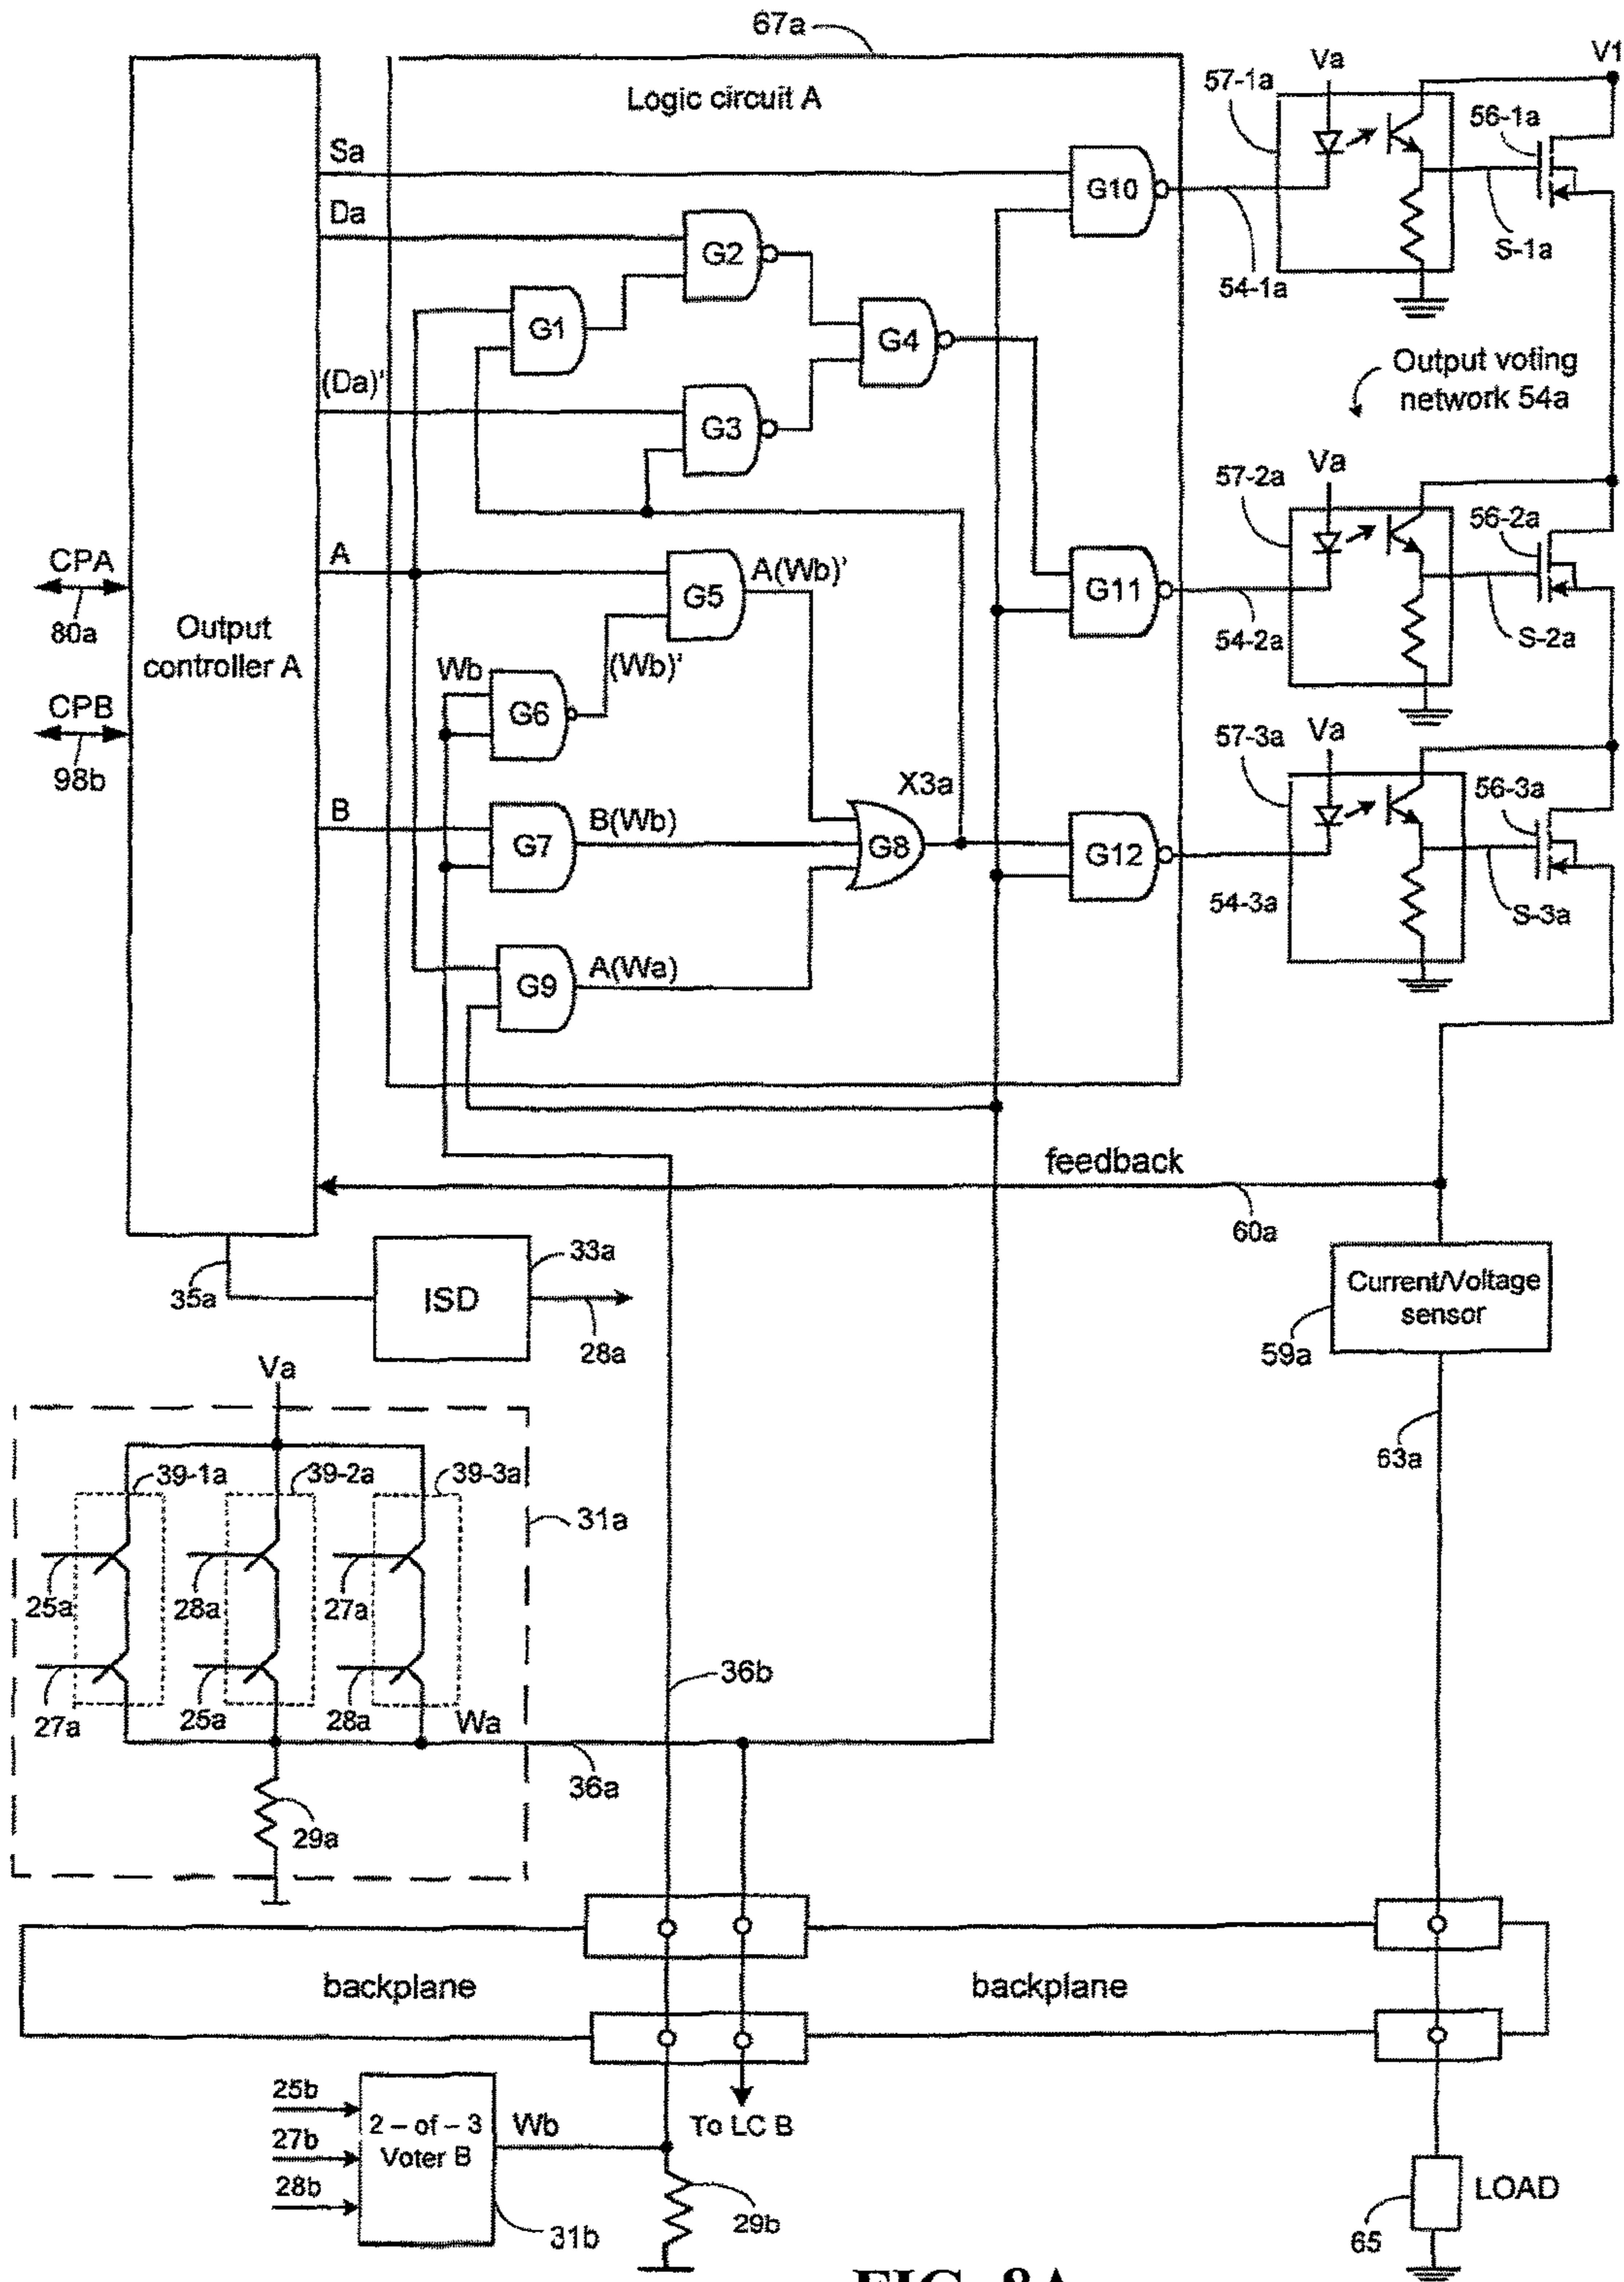 67a
Logic circuit A
Va
V1
57-1a
56-1a
Sa
G10
Da
G2
S-1a
54-1a
G1
G4
Output voting
network 54a
(Da)'
G3
Va
57-2a
56-2a
A
CPA
80a
G5
A(Wb)'
G11
Output
controller A
54-2a
S-2a
Wb
(Wb)'
G6
CPB
98b
57-3a
Va
56-3a
X3a
B
G7
B(Wb)
G8
G12
54-3a
S-3a
G9
A(Wa)
feedback
60a
33a
35a
ISD
28a
Current/Voltage
sensor
59a
Va
63a
39-1a
39-2a
39-3a
31a
25a
28a
27a
36b
27a
25a
28a
Wa
36a
29a
backplane
backplane
25b
27b
28b
2 – of – 3
Voter B
Wb
To LC B
29b
31b
LOAD
65
FIG. 8A